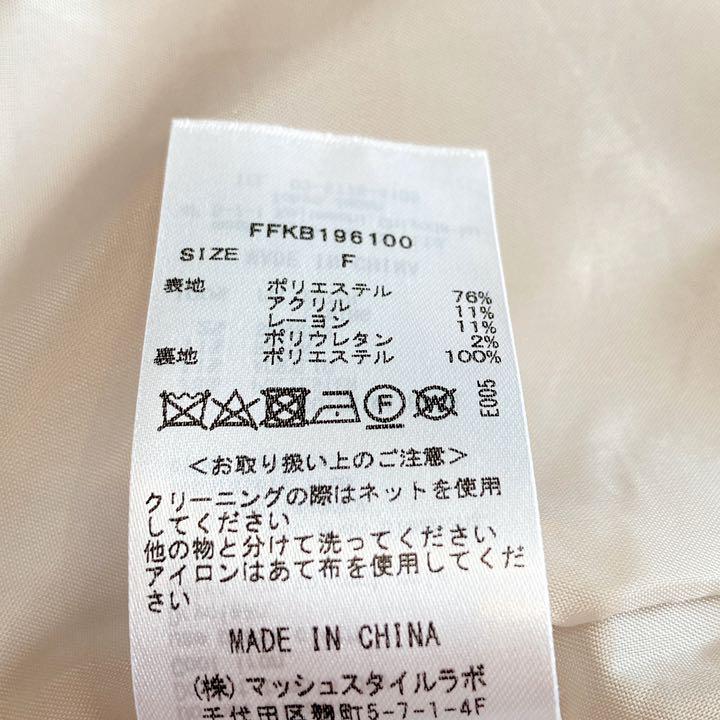 FFKB196100
SIZE F
表地 ポリエステル 76%
アクリル 11%
レーヨン 11%
ポリウレタン 2%
裏地 ポリエステル 100%
F W E005
<お取り扱い上のご注意>
クリーニングの際はネットを使用
してください
他の物と分けて洗ってください
アイロンはあて布を使用してくだ
さい
MADE IN CHINA
(株)マッシュスタイルラボ
千代田区麹町5-7-1-4F